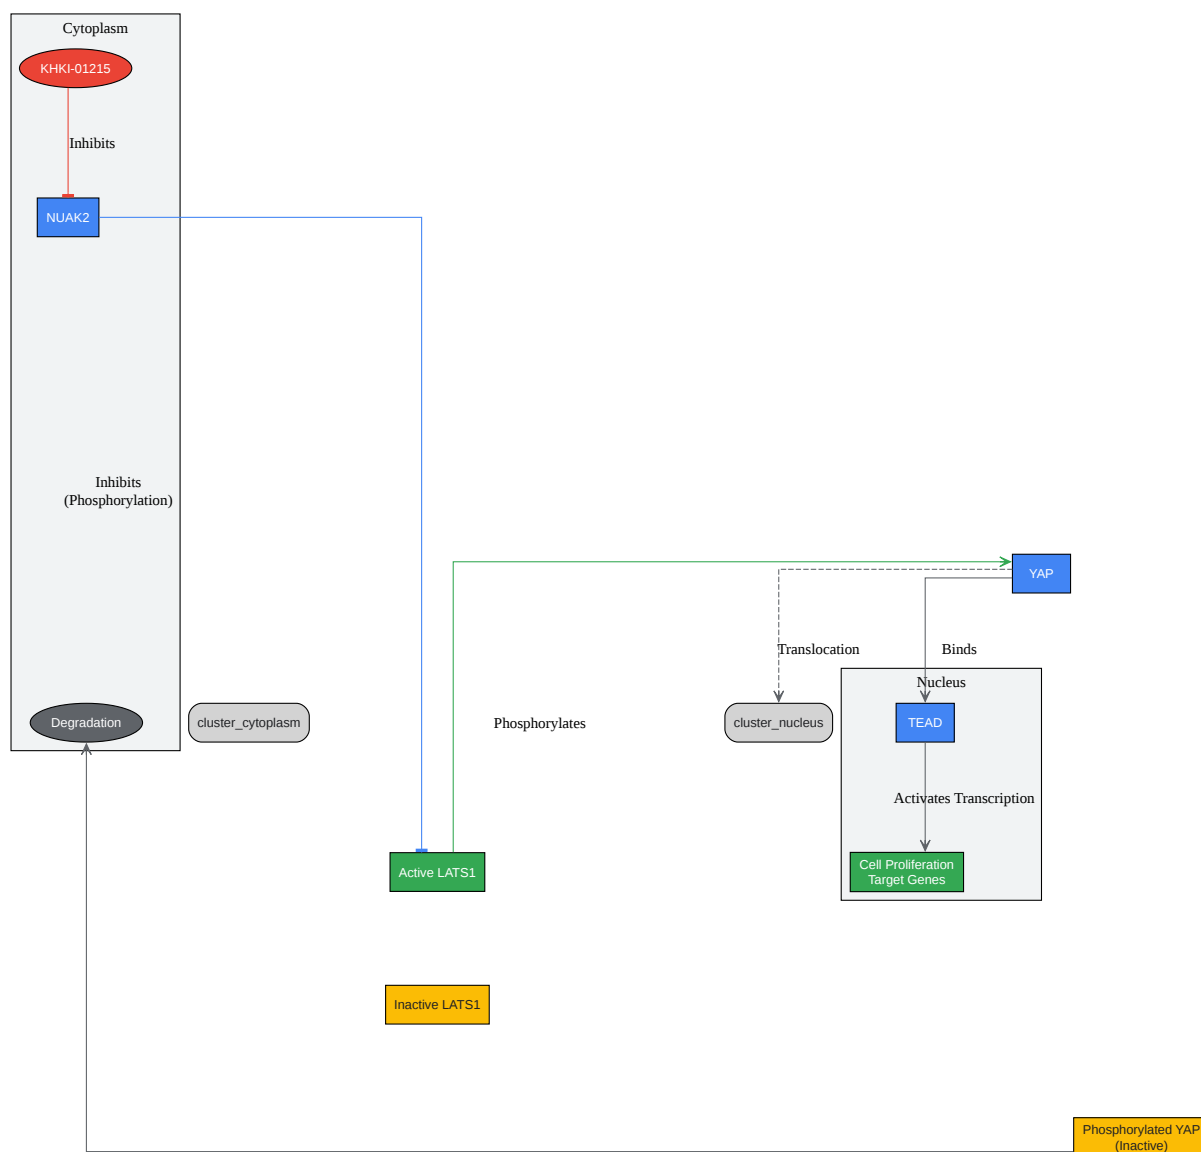 Cytoplasm
KHKI-01215
Inhibits
NUAK2
Inhibits
(Phosphorylation)
YAP
Translocation
Binds
Nucleus
Degradation
cluster_cytoplasm
Phosphorylates
cluster_nucleus
TEAD
Activates Transcription
Active LATS1
Cell Proliferation
Target Genes
Inactive LATS1
Phosphorylated YAP
(Inactive)